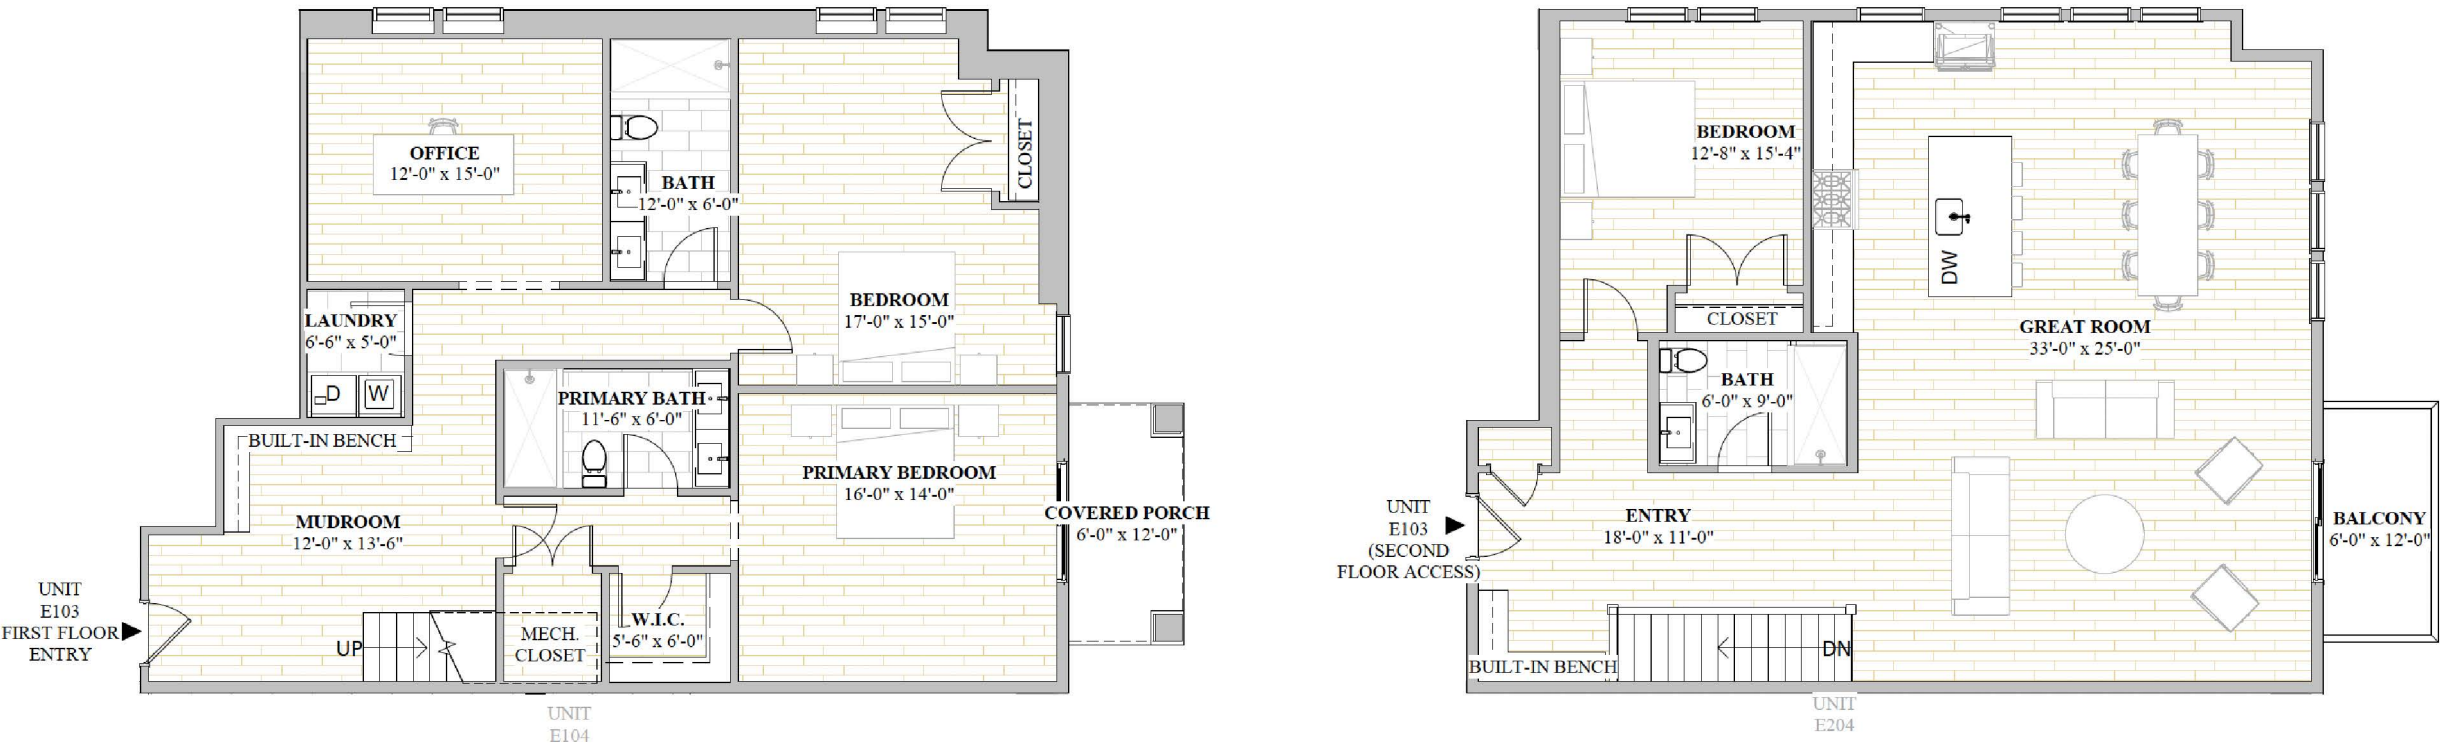 OFFICE
12'-0" x 15'-0"
BATH
12'-0" x 6'-0"
CLOSET
BEDROOM
17'-0" x 15'-0"
LAUNDRY
6'-6" x 5'-0"
D
W
BUILT-IN BENCH
PRIMARY BATH
11'-6" x 6'-0"
PRIMARY BEDROOM
16'-0" x 14'-0"
COVERED PORCH
6'-0" x 12'-0"
MUDROOM
12'-0" x 13'-6"
UNIT
E103
FIRST FLOOR
ENTRY
UP
MECH.
CLOSET
W.I.C.
5'-6" x 6'-0"
UNIT
E104
BEDROOM
12'-8" x 15'-4"
CLOSET
DW
GREAT ROOM
33'-0" x 25'-0"
BATH
6'-0" x 9'-0"
UNIT
E103
(SECOND
FLOOR ACCESS)
ENTRY
18'-0" x 11'-0"
BALCONY
6'-0" x 12'-0"
BUILT-IN BENCH
DN
UNIT
E204